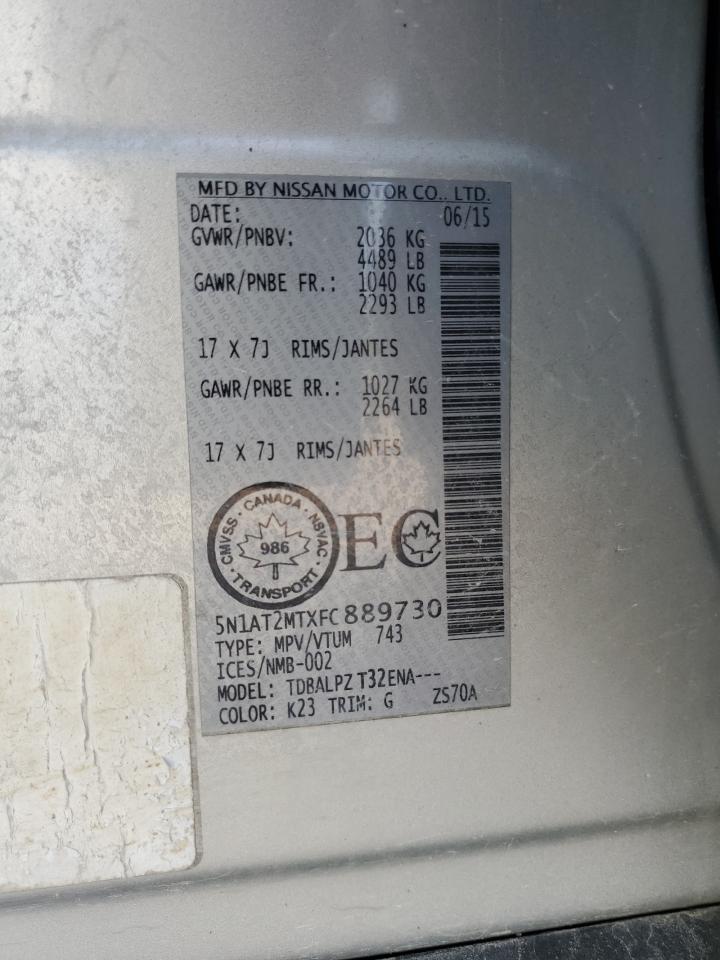 MFD BY NISSAN MOTOR CO., LTD.
DATE: 06/15
GVWR/PNBV: 2036 KG
4489 LB
GAWR/PNBE FR.: 1040 KG
2293 LB
17 X 7J RIMS/JANTES
GAWR/PNBE RR.: 1027 KG
2264 LB
17 X 7J RIMS/JANTES
CMVSS · CANADA · NSVAC · TRANSPORT ·
986
EC
5N1AT2MTXFC889730
TYPE: MPV/VTUM 743
ICES/NMB-002
MODEL: TDBALPZ T32ENA---
COLOR: K23 TRIM: G ZS70A